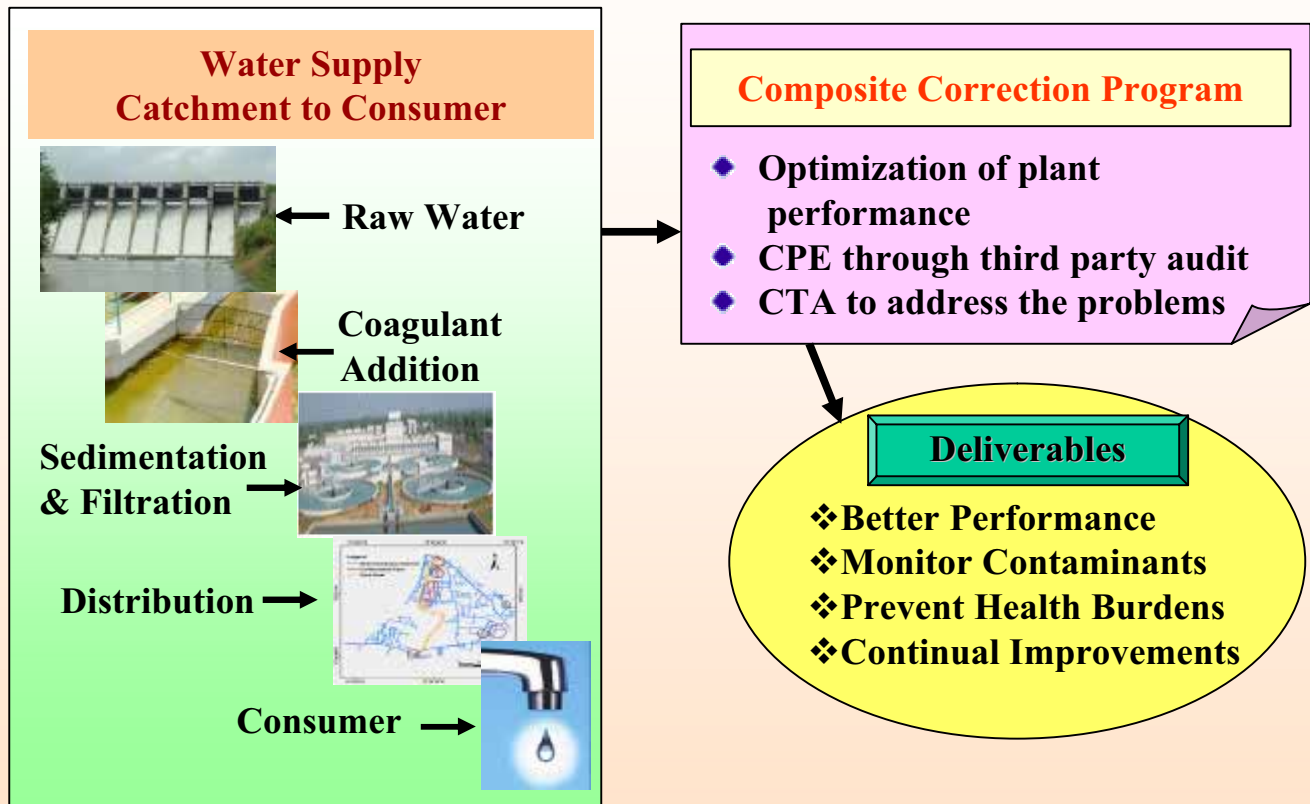 Water Supply
Catchment to Consumer
Raw Water
Coagulant
Addition
Sedimentation
& Filtration
Distribution
Consumer
Composite Correction Program
Optimization of plant
performance
CPE through third party audit
CTA to address the problems
Deliverables
Better Performance
Monitor Contaminants
Prevent Health Burdens
Continual Improvements